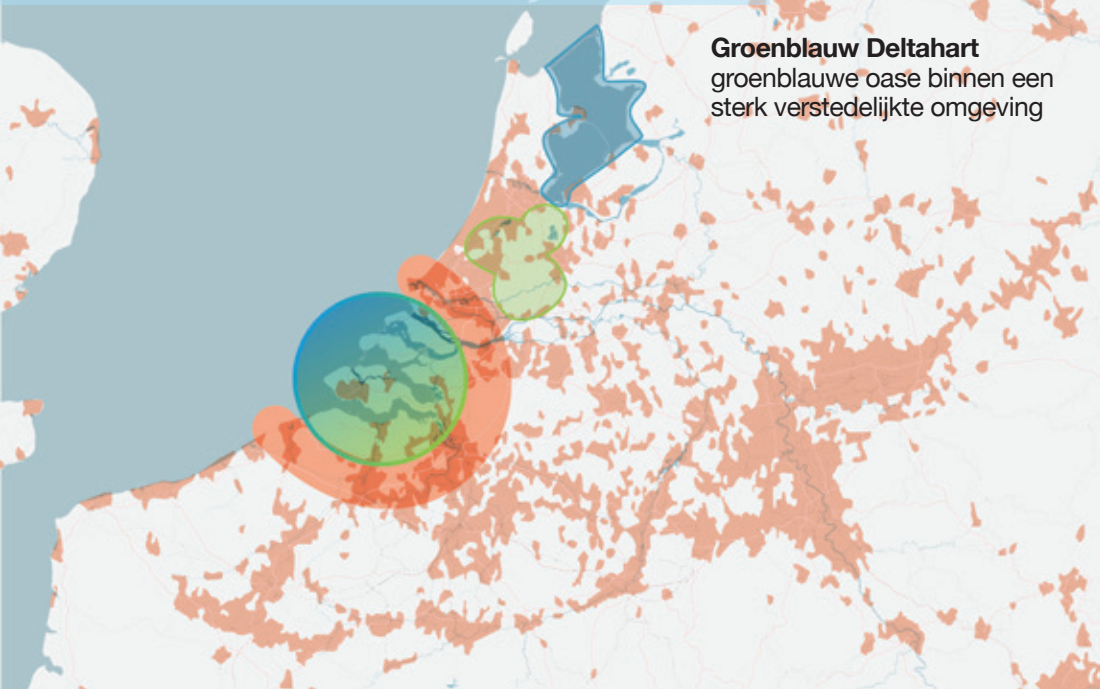 Groenblauw Deltahart
groenblauwe oase binnen een
sterk verstedelijkte omgeving